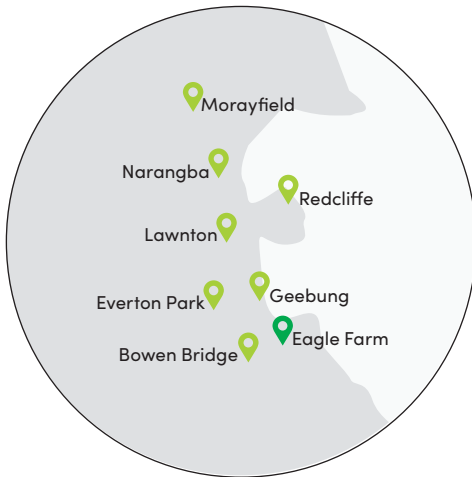 Morayfield
Narangba
Redcliffe
Lawnton
Geebung
Everton Park
Eagle Farm
Bowen Bridge